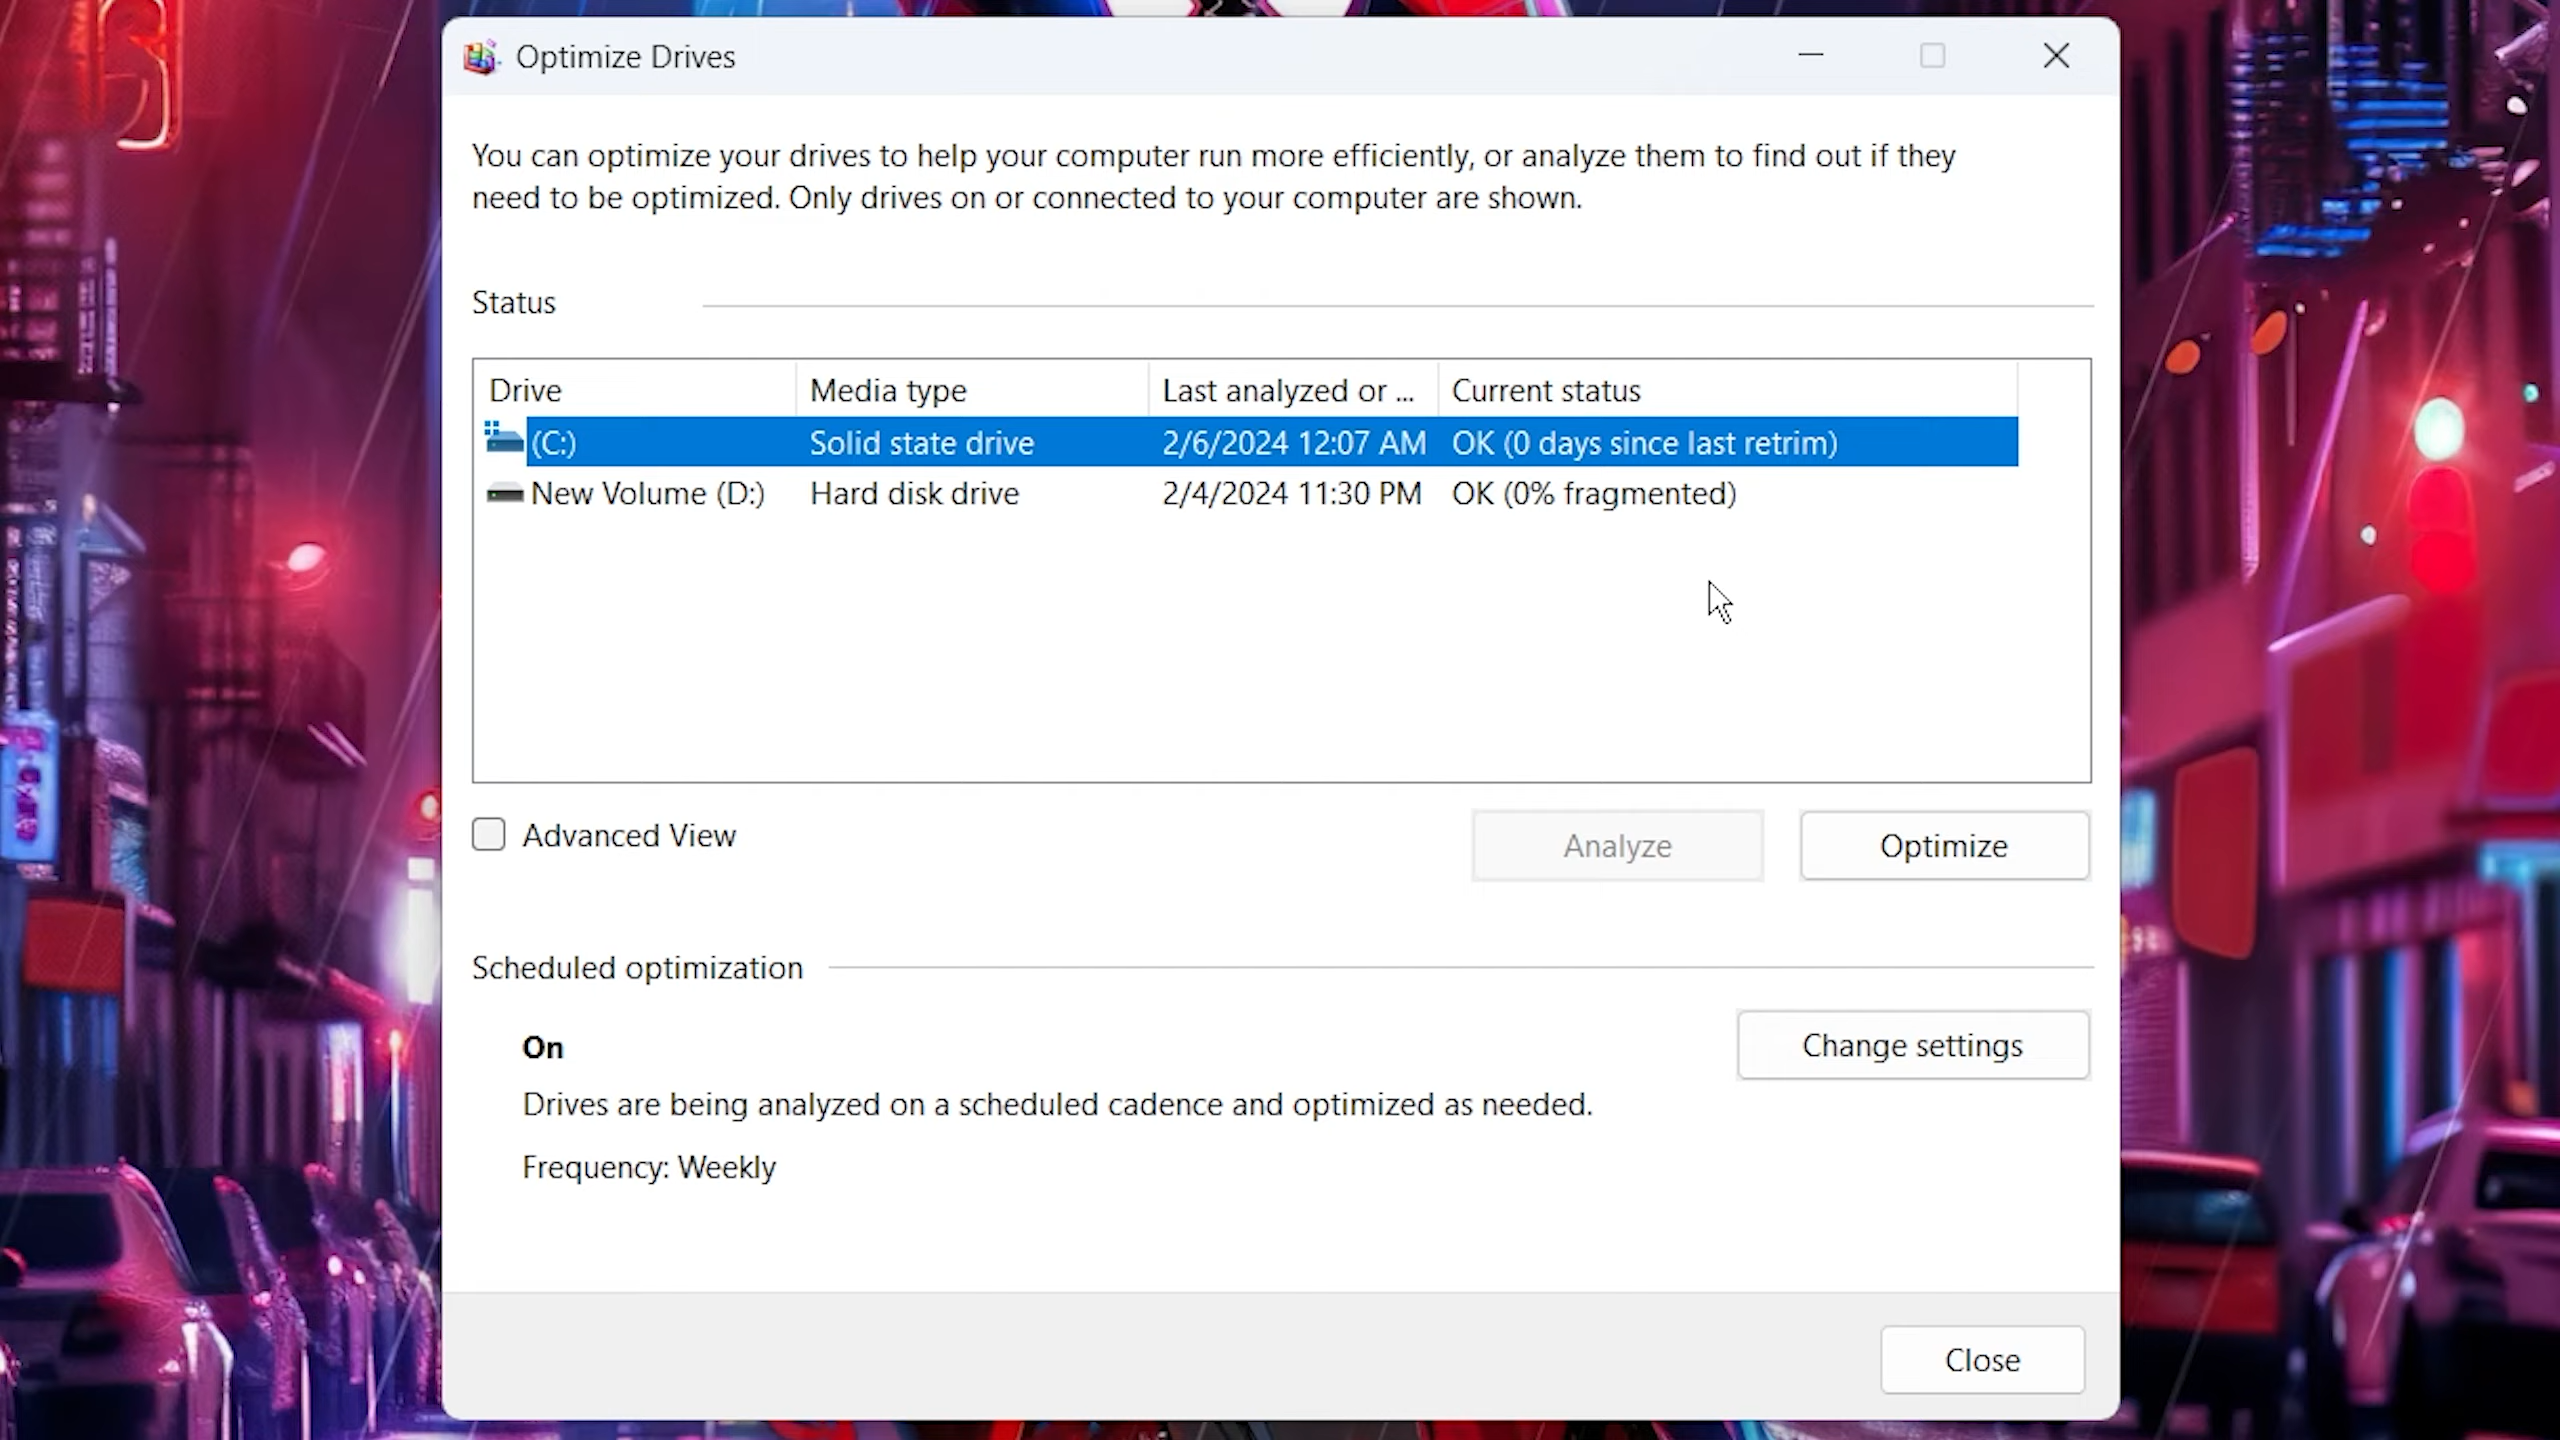 Optimize Drives
You can optimize your drives to help your computer run more efficiently, or analyze them to find out if they
need to be optimized. Only drives on or connected to your computer are shown.
Status
Drive Media type Last analyzed or ... Current status
(C:) Solid state drive 2/6/2024 12:07 AM OK (0 days since last retrim)
New Volume (D:) Hard disk drive 2/4/2024 11:30 PM OK (0% fragmented)
Advanced View
Analyze
Optimize
Scheduled optimization
On
Change settings
Drives are being analyzed on a scheduled cadence and optimized as needed.
Frequency: Weekly
Close